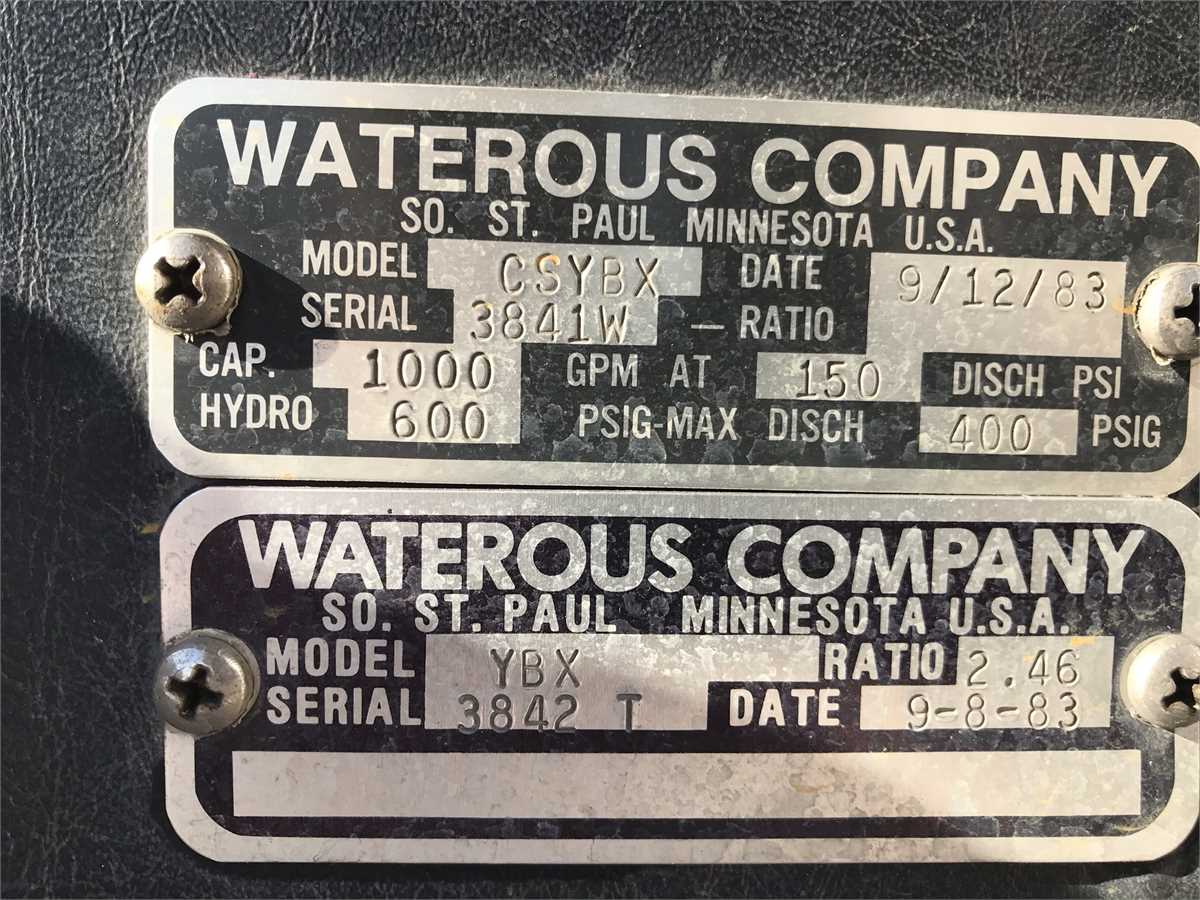 WATEROUS COMPANY
SO. ST. PAUL MINNESOTA U.S.A.
MODEL CSYBX DATE 9/12/83
SERIAL 3841W — RATIO
CAP. 1000 GPM AT 150 DISCH PSI
HYDRO 600 PSIG-MAX DISCH 400 PSIG
WATEROUS COMPANY
SO. ST. PAUL MINNESOTA U.S.A.
MODEL YBX RATIO 2.46
SERIAL 3842 T DATE 9-8-83